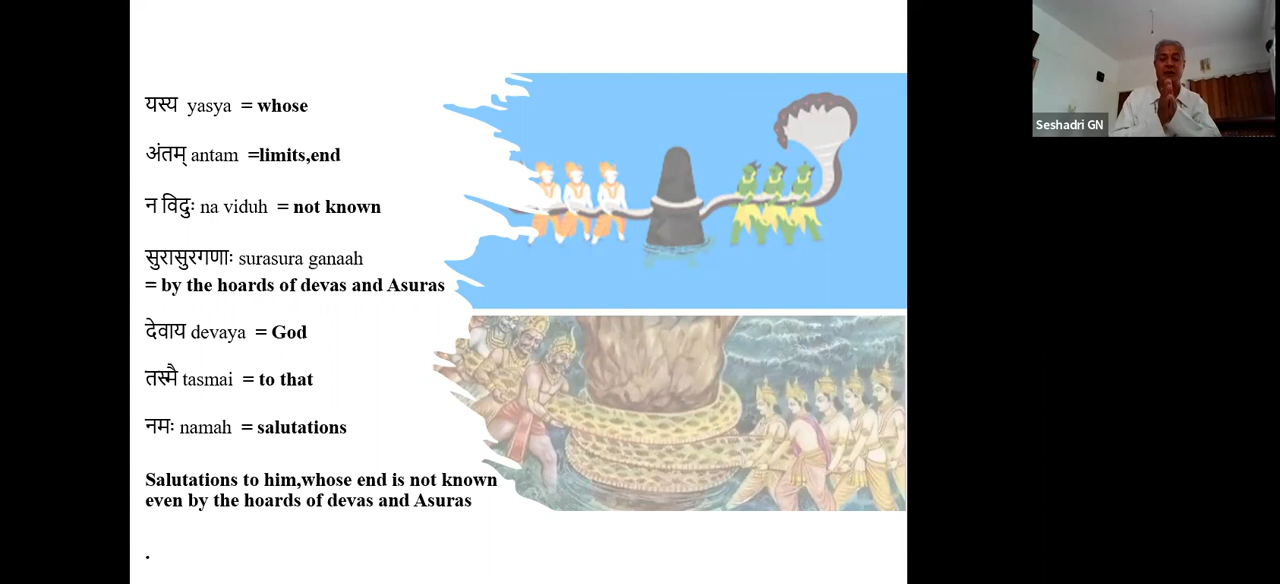 यस्य yasya = whose
अंतम् antam =limits,end
न विदुः na viduh = not known
सुरासुरगणाः surasura ganaah
= by the hoards of devas and Asuras
देवाय devaya = God
तस्मै tasmai = to that
नमः namah = salutations
Salutations to him,whose end is not known
even by the hoards of devas and Asuras
.
Seshadri GN